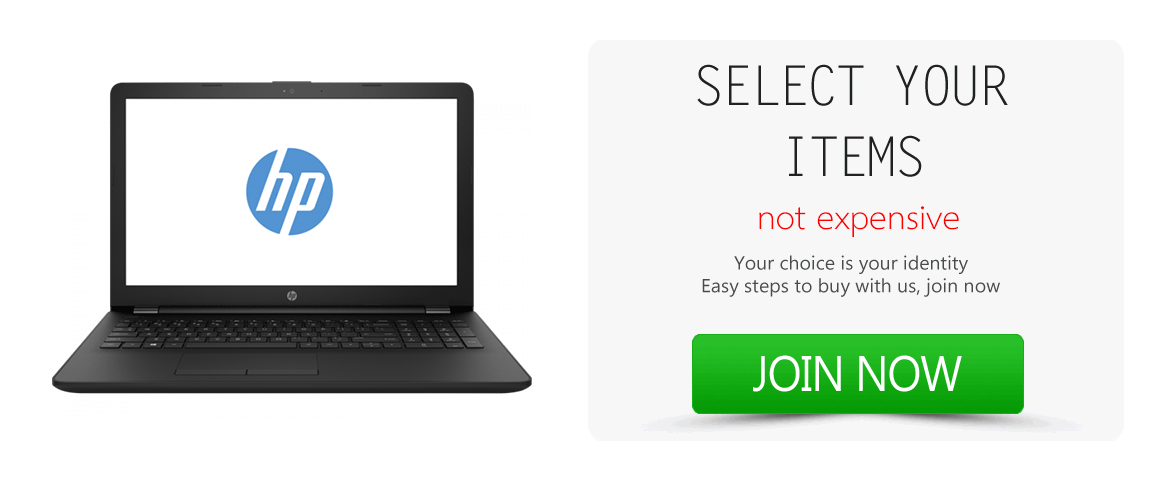 hp
hp
SELECT YOUR
ITEMS
not expensive
Your choice is your identity
Easy steps to buy with us, join now
JOIN NOW